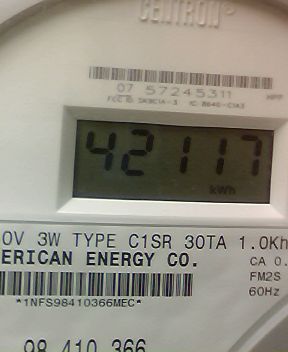 CENTRON®
07 57245311
42117
kWh
0V 3W TYPE C1SR 30TA 1.0Kh
ERICAN ENERGY CO.
CA 0.
FM2S
*1NFS98410366MEC*
60Hz
98 410 366